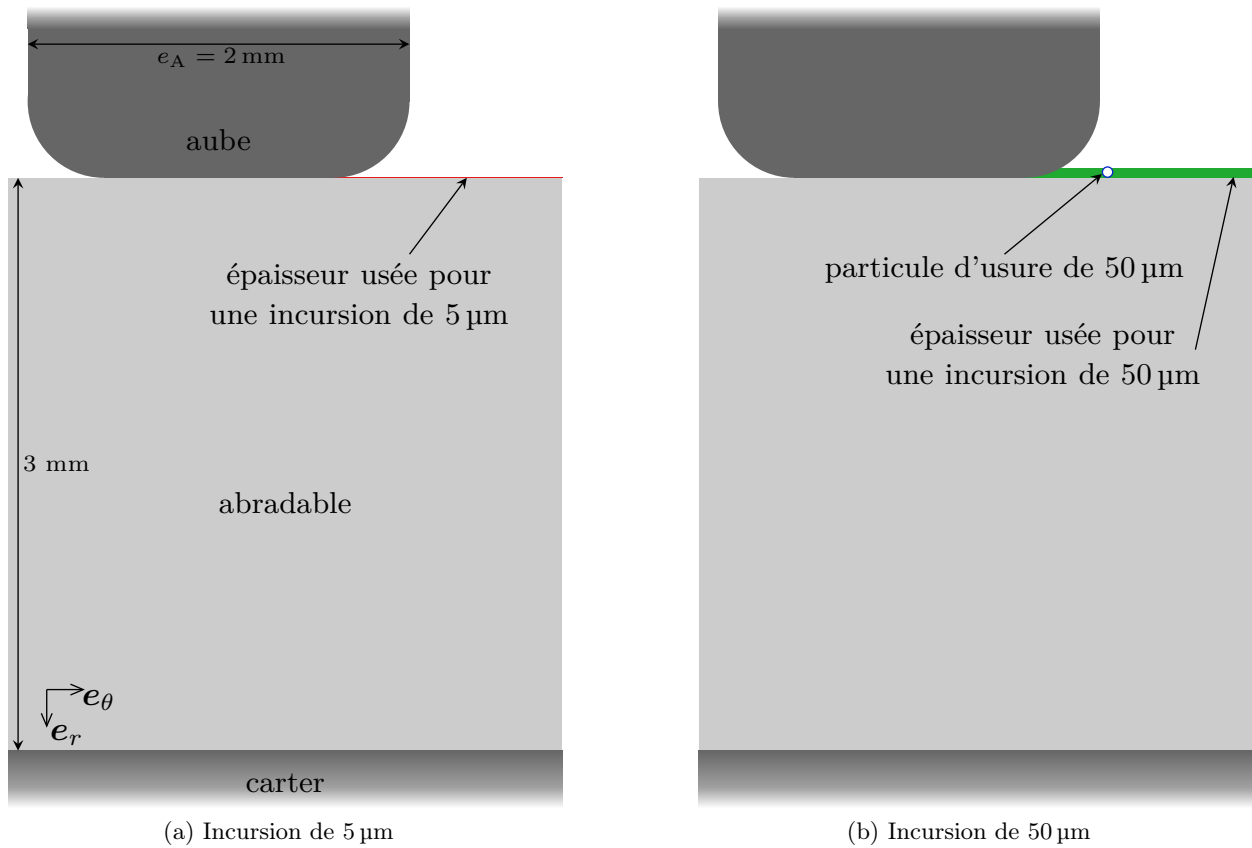 e_A = 2 mm
aube
épaisseur usée pour
une incursion de 5 µm
3 mm
abradable
e_θ
e_r
carter
(a) Incursion de 5 µm
particule d'usure de 50 µm
épaisseur usée pour
une incursion de 50 µm
(b) Incursion de 50 µm